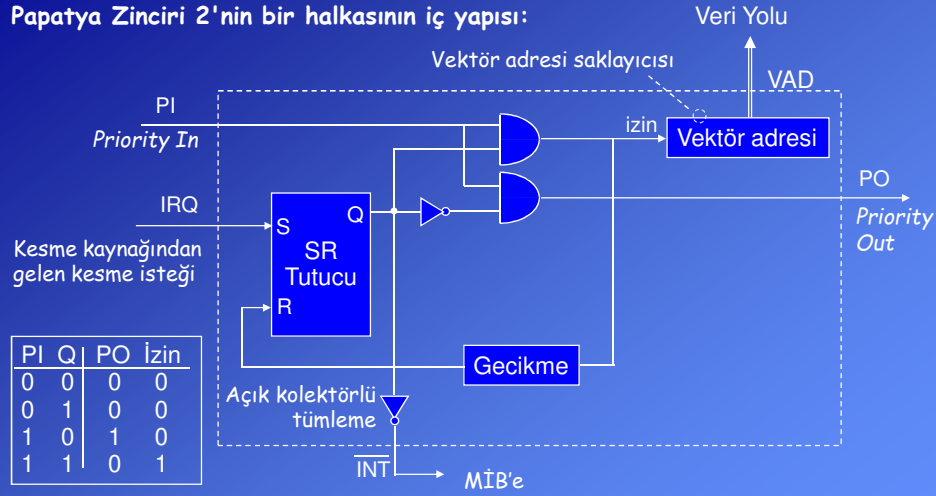 Papatya Zinciri 2'nin bir halkasının iç yapısı:
Veri Yolu
Vektör adresi saklayıcısı
VAD
PI
Priority In
izin
Vektör adresi
PO
Priority
Out
IRQ
Kesme kaynağından
gelen kesme isteği
S
Q
SR
Tutucu
R
Gecikme
Açık kolektörlü
tümleme
INT
MİB'e
PI Q PO İzin
0 0 0 0
0 1 0 0
1 0 1 0
1 1 0 1